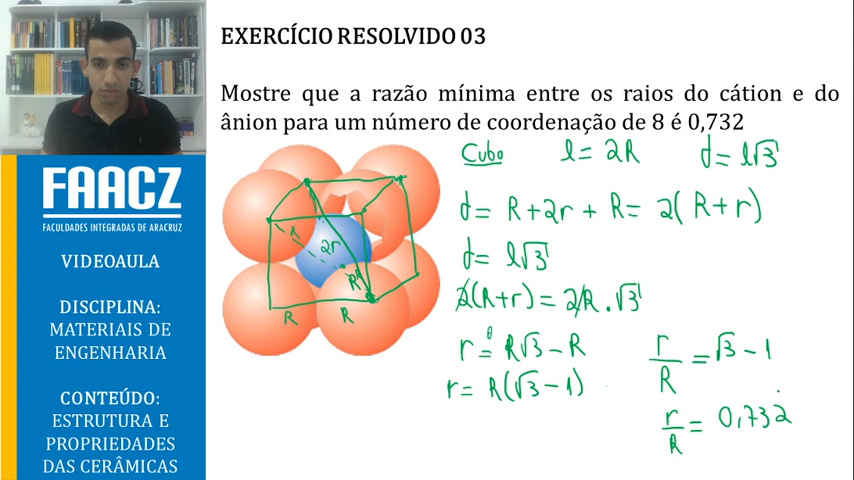 EXERCÍCIO RESOLVIDO 03
Mostre que a razão mínima entre os raios do cátion e do
ânion para um número de coordenação de 8 é 0,732
Cubo l = 2R d = l√3
d = R + 2r + R = 2(R + r)
d = l√3
2(R+r) = 2R . √3
r = R√3 - R
r = R(√3 - 1)
r/R = √3 - 1
r/R = 0,732
2r
R
R
R
FAACZ
FACULDADES INTEGRADAS DE ARACRUZ
VIDEOAULA
DISCIPLINA:
MATERIAIS DE
ENGENHARIA
CONTEÚDO:
ESTRUTURA E
PROPRIEDADES
DAS CERÂMICAS